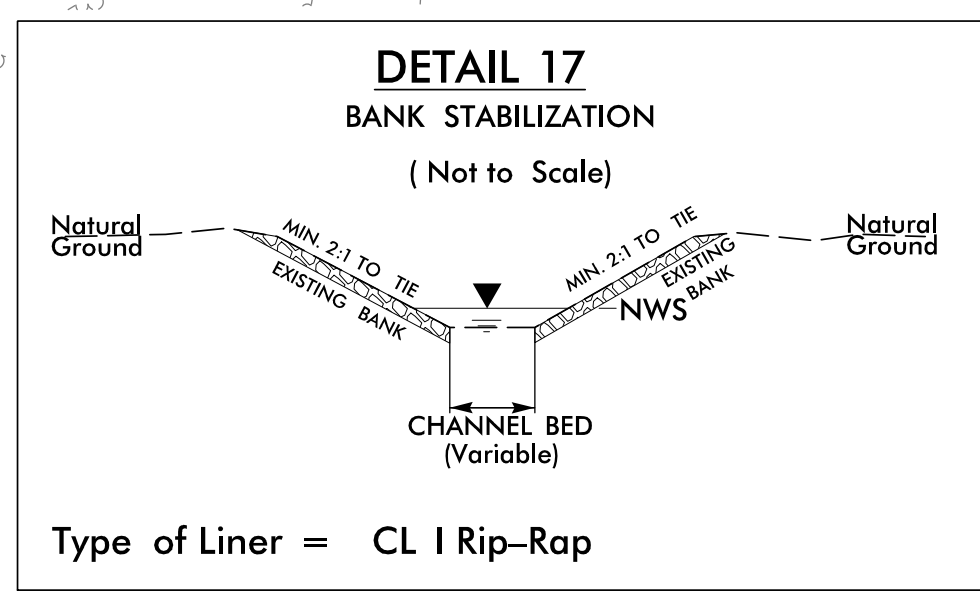 DETAIL 17
BANK STABILIZATION
( Not to Scale)
Natural
Ground
MIN. 2:1 TO TIE
EXISTING BANK
MIN. 2:1 TO TIE
EXISTING
BANK
Natural
Ground
NWS
CHANNEL BED
(Variable)
Type of Liner = CL I Rip-Rap